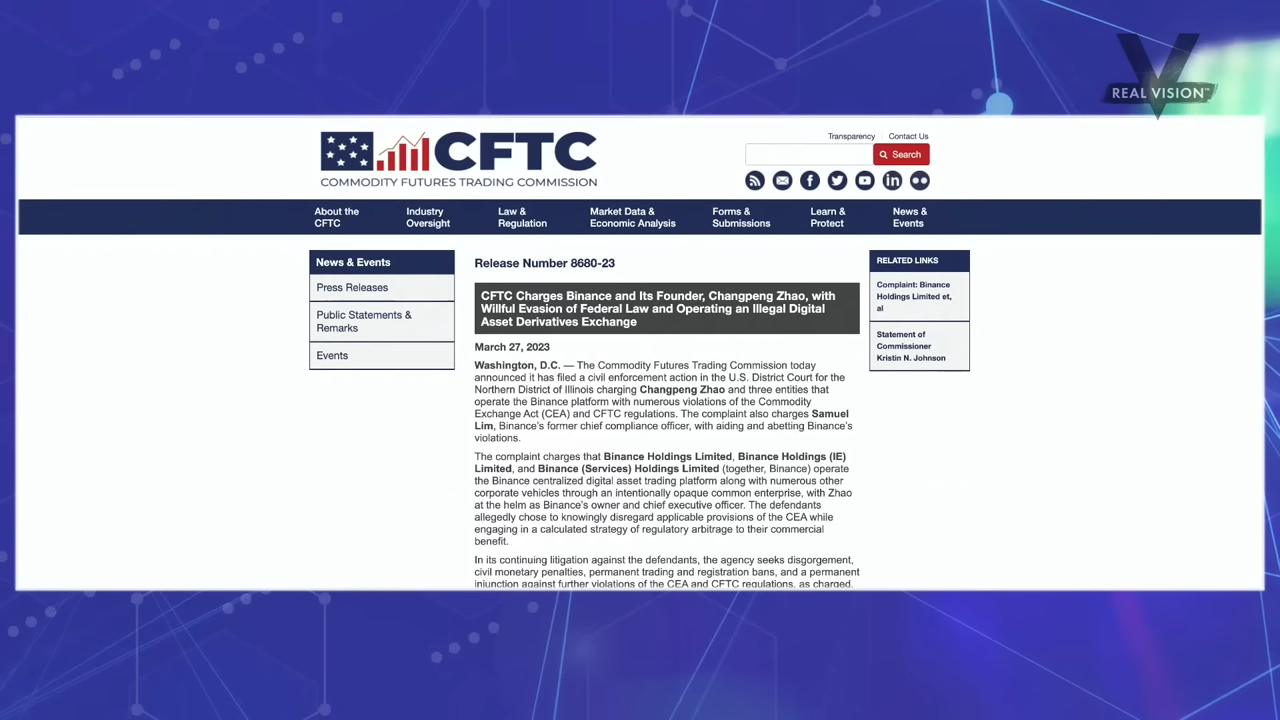 REAL VISION™
CFTC
COMMODITY FUTURES TRADING COMMISSION
Transparency
Contact Us
Search
About the
CFTC
Industry
Oversight
Law &
Regulation
Market Data &
Economic Analysis
Forms &
Submissions
Learn &
Protect
News &
Events
News & Events
Press Releases
Public Statements &
Remarks
Events
Release Number 8680-23
CFTC Charges Binance and Its Founder, Changpeng Zhao, with
Willful Evasion of Federal Law and Operating an Illegal Digital
Asset Derivatives Exchange
March 27, 2023
Washington, D.C. — The Commodity Futures Trading Commission today
announced it has filed a civil enforcement action in the U.S. District Court for the
Northern District of Illinois charging Changpeng Zhao and three entities that
operate the Binance platform with numerous violations of the Commodity
Exchange Act (CEA) and CFTC regulations. The complaint also charges Samuel
Lim, Binance's former chief compliance officer, with aiding and abetting Binance's
violations.
The complaint charges that Binance Holdings Limited, Binance Holdings (IE)
Limited, and Binance (Services) Holdings Limited (together, Binance) operate
the Binance centralized digital asset trading platform along with numerous other
corporate vehicles through an intentionally opaque common enterprise, with Zhao
at the helm as Binance's owner and chief executive officer. The defendants
allegedly chose to knowingly disregard applicable provisions of the CEA while
engaging in a calculated strategy of regulatory arbitrage to their commercial
benefit.
In its continuing litigation against the defendants, the agency seeks disgorgement,
civil monetary penalties, permanent trading and registration bans, and a permanent
injunction against further violations of the CEA and CFTC regulations, as charged.
RELATED LINKS
Complaint: Binance
Holdings Limited et,
al
Statement of
Commissioner
Kristin N. Johnson